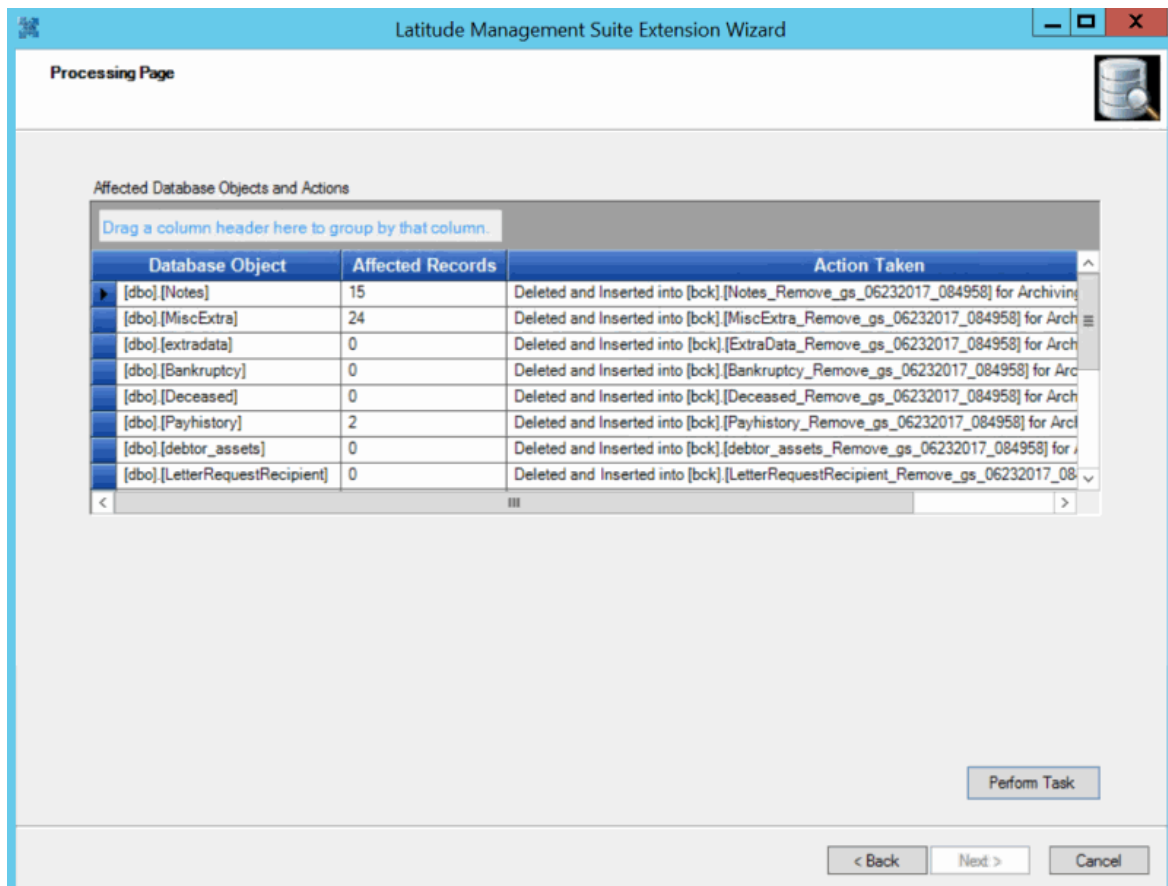 Latitude Management Suite Extension Wizard
Processing Page
Affected Database Objects and Actions
Drag a column header here to group by that column.
Database Object Affected Records Action Taken
[dbo].[Notes] 15 Deleted and Inserted into [bck].[Notes_Remove_gs_06232017_084958] for Archiving
[dbo].[MiscExtra] 24 Deleted and Inserted into [bck].[MiscExtra_Remove_gs_06232017_084958] for Arch
[dbo].[extradata] 0 Deleted and Inserted into [bck].[ExtraData_Remove_gs_06232017_084958] for Arch
[dbo].[Bankruptcy] 0 Deleted and Inserted into [bck].[Bankruptcy_Remove_gs_06232017_084958] for Arc
[dbo].[Deceased] 0 Deleted and Inserted into [bck].[Deceased_Remove_gs_06232017_084958] for Arch
[dbo].[Payhistory] 2 Deleted and Inserted into [bck].[Payhistory_Remove_gs_06232017_084958] for Arch
[dbo].[debtor_assets] 0 Deleted and Inserted into [bck].[debtor_assets_Remove_gs_06232017_084958] for
[dbo].[LetterRequestRecipient] 0 Deleted and Inserted into [bck].[LetterRequestRecipient_Remove_gs_06232017_08
Perform Task
< Back Next > Cancel